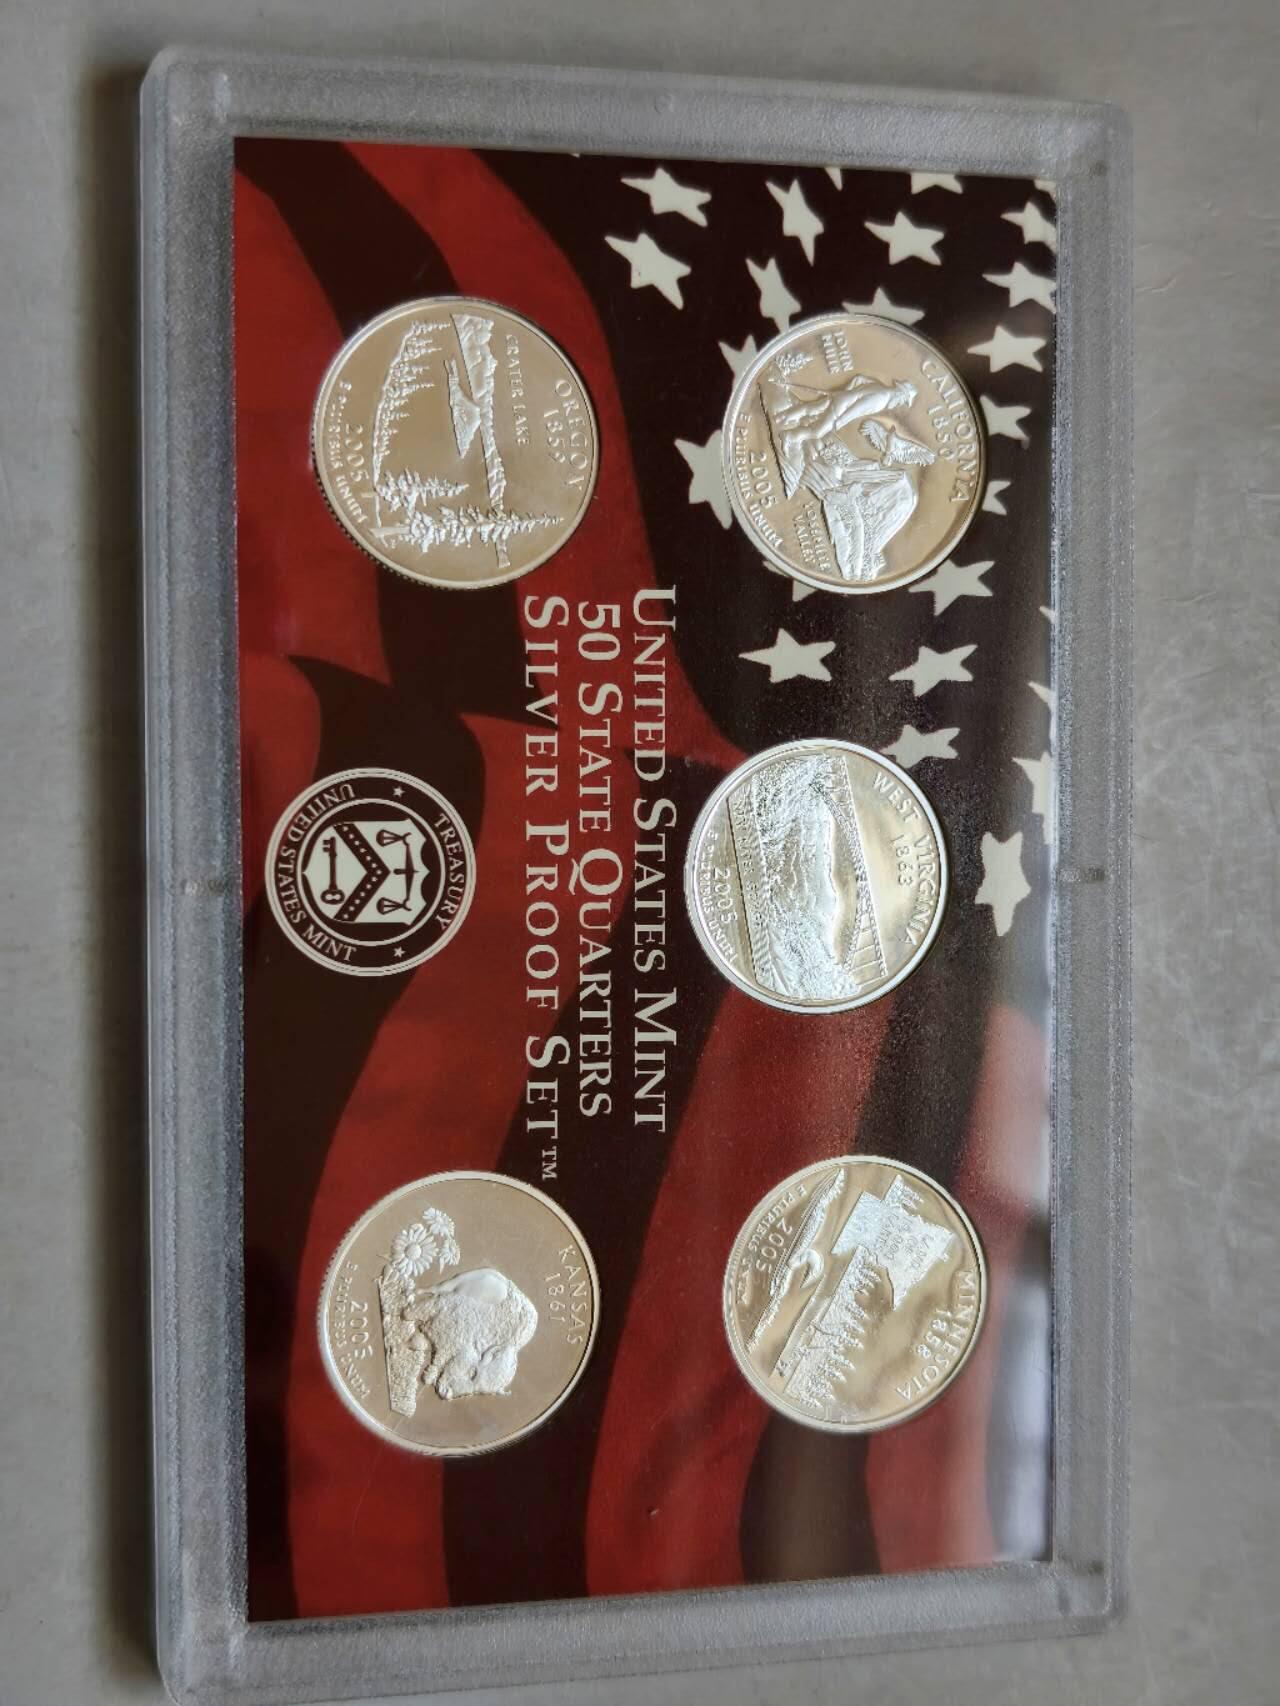 CALIFORNIA
1850
JOHN
MUIR
YOSEMITE
VALLEY
2005
E PLURIBUS UNUM
WEST VIRGINIA
1863
NEW RIVER GORGE
2005
E PLURIBUS UNUM
MINNESOTA
1858
LAND
OF
10,000
LAKES
2005
E PLURIBUS UNUM
UNITED STATES MINT
50 STATE QUARTERS
SILVER PROOF SET™
OREGON
1859
CRATER LAKE
2005
E PLURIBUS UNUM
TREASURY
UNITED STATES MINT
KANSAS
1861
2005
E PLURIBUS UNUM